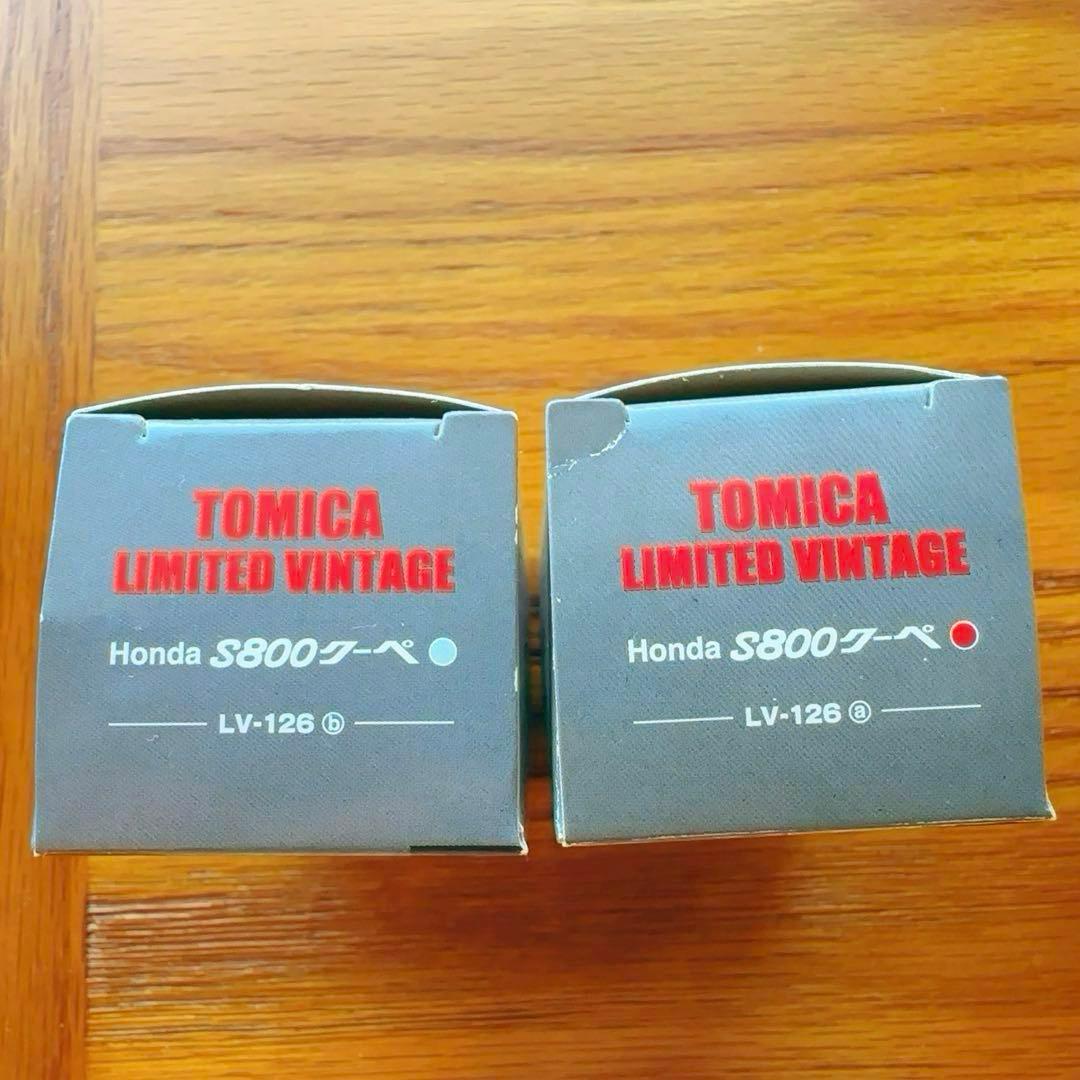 TOMICA
LIMITED VINTAGE
Honda S800クーペ
LV-126 ⓑ
TOMICA
LIMITED VINTAGE
Honda S800クーペ
LV-126 ⓐ